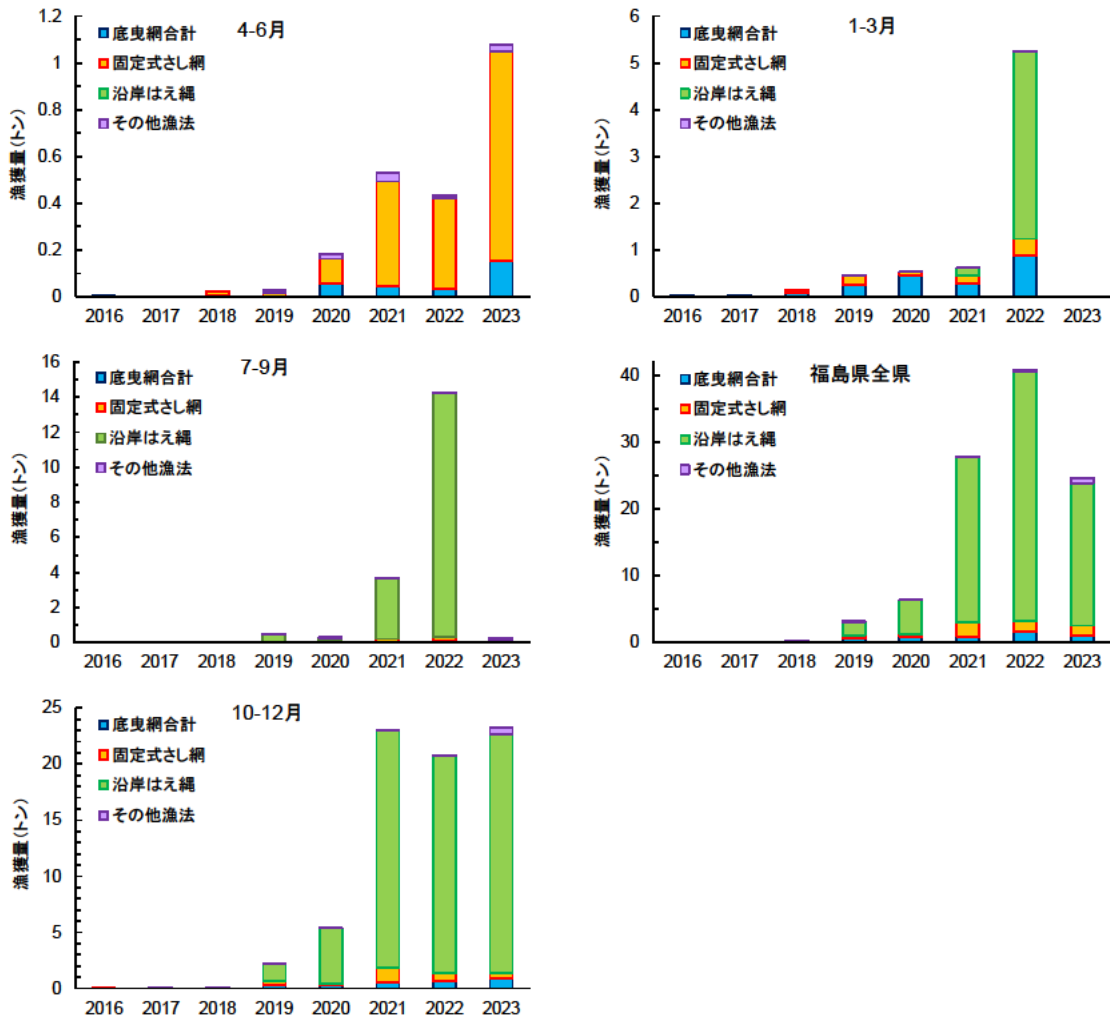 4-6月
底曳網合計
固定式さし網
沿岸はえ縄
その他漁法
漁獲量(トン)
1.2
1
0.8
0.6
0.4
0.2
0
2016 2017 2018 2019 2020 2021 2022 2023
1-3月
底曳網合計
固定式さし網
沿岸はえ縄
その他漁法
漁獲量(トン)
6
5
4
3
2
1
0
2016 2017 2018 2019 2020 2021 2022 2023
7-9月
底曳網合計
固定式さし網
沿岸はえ縄
その他漁法
漁獲量(トン)
16
14
12
10
8
6
4
2
0
2016 2017 2018 2019 2020 2021 2022 2023
福島県全県
底曳網合計
固定式さし網
沿岸はえ縄
その他漁法
漁獲量(トン)
40
30
20
10
0
2016 2017 2018 2019 2020 2021 2022 2023
10-12月
底曳網合計
固定式さし網
沿岸はえ縄
その他漁法
漁獲量(トン)
25
20
15
10
5
0
2016 2017 2018 2019 2020 2021 2022 2023